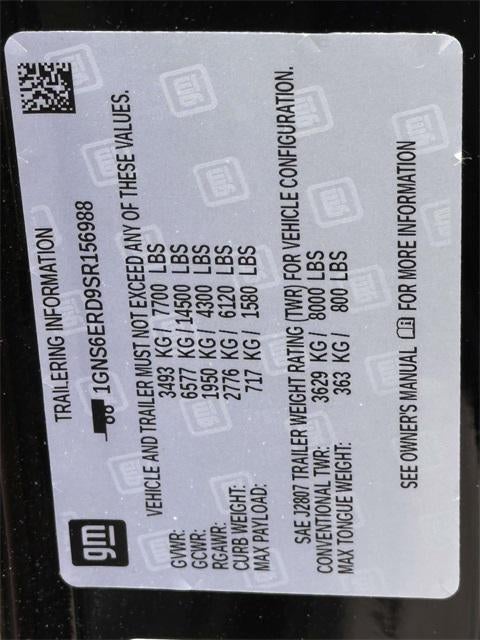 gm
TRAILERING INFORMATION
1GNS6ERD9SR156988
VEHICLE AND TRAILER MUST NOT EXCEED ANY OF THESE VALUES.
GVWR: 3493 KG / 7700 LBS
GCWR: 6577 KG / 14500 LBS
RGAWR: 1950 KG / 4300 LBS
CURB WEIGHT: 2776 KG / 6120 LBS
MAX PAYLOAD: 717 KG / 1580 LBS
SAE J2807 TRAILER WEIGHT RATING (TWR) FOR VEHICLE CONFIGURATION.
CONVENTIONAL TWR: 3629 KG / 8000 LBS
MAX TONGUE WEIGHT: 363 KG / 800 LBS
SEE OWNER'S MANUAL FOR MORE INFORMATION